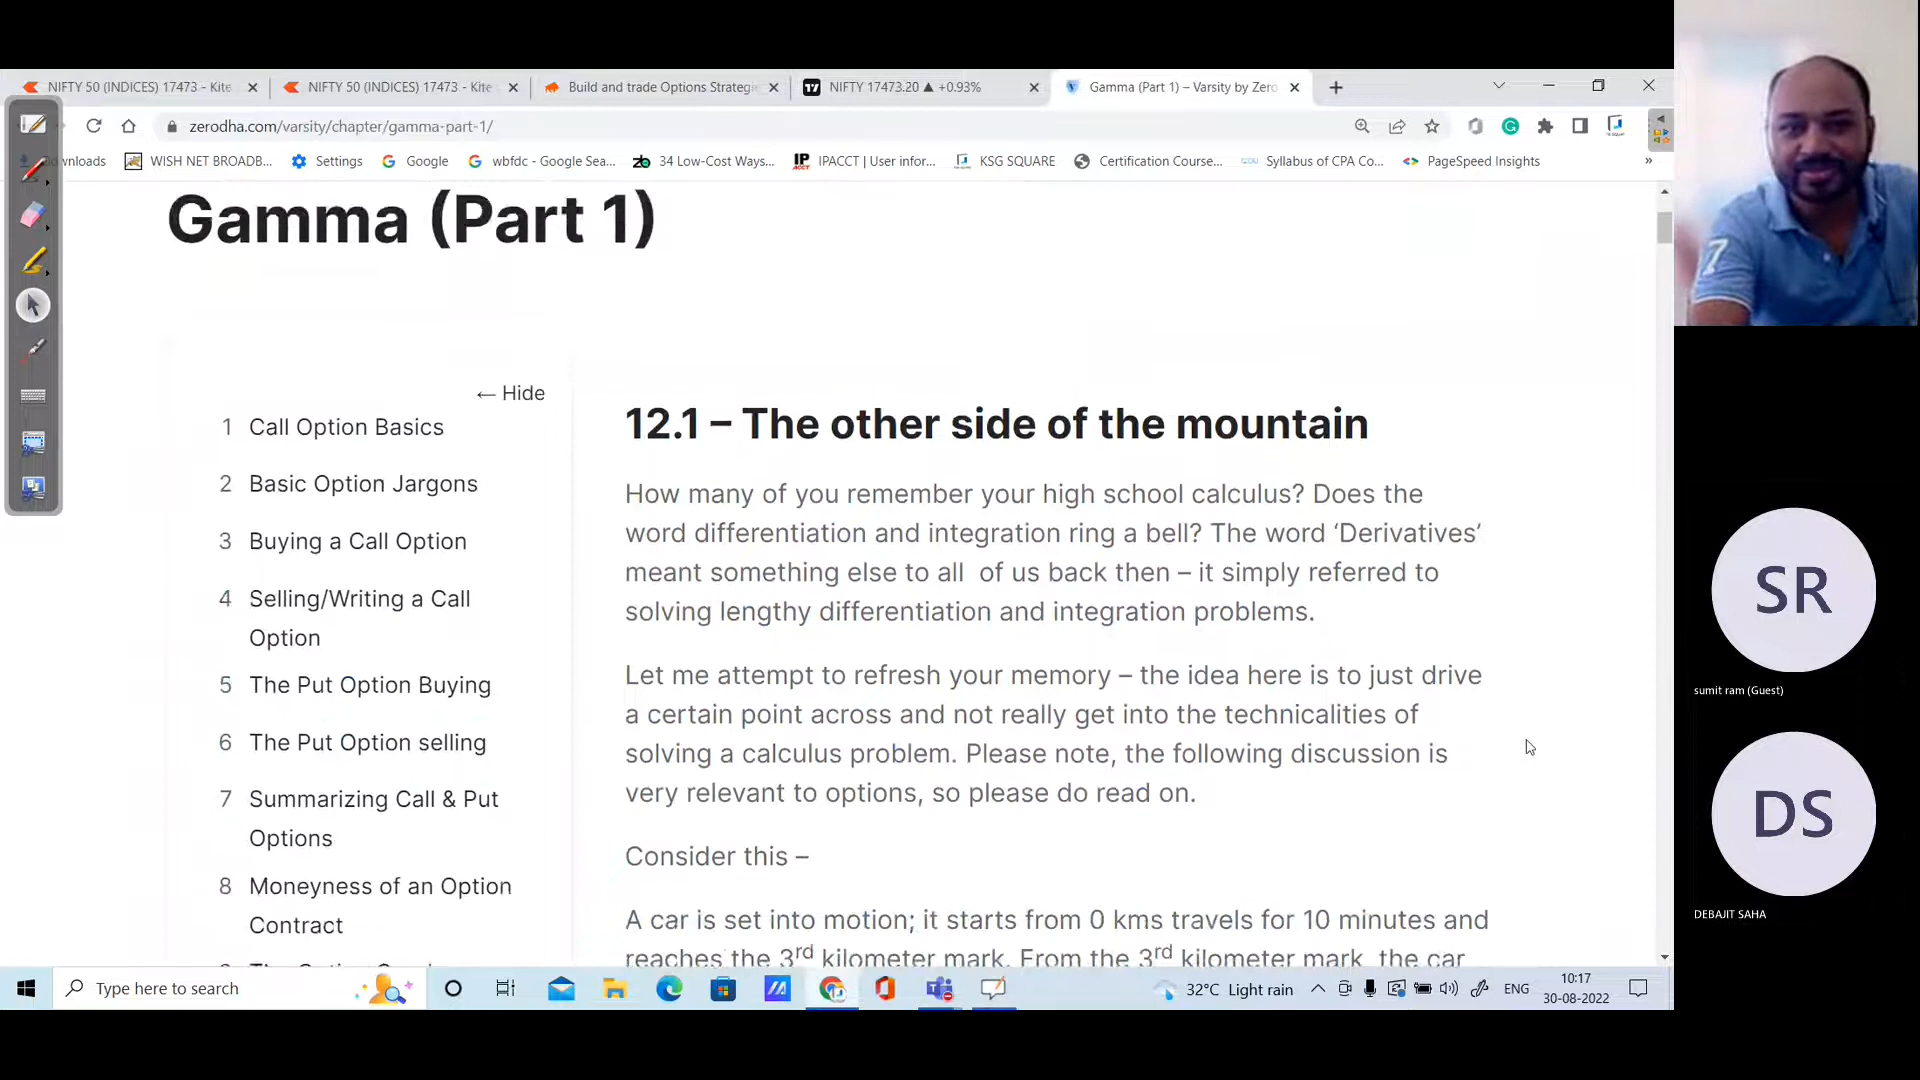 NIFTY 50 (INDICES) 17473 - Kite
NIFTY 50 (INDICES) 17473 - Kite
Build and trade Options Strategi
NIFTY 17473.20 ▲ +0.93%
Gamma (Part 1) – Varsity by Zero
zerodha.com/varsity/chapter/gamma-part-1/
WISH NET BROADB...
Settings
Google
wbfdc - Google Sea...
34 Low-Cost Ways...
IPACCT | User infor...
KSG SQUARE
Certification Course...
Syllabus of CPA Co...
PageSpeed Insights
»
Gamma (Part 1)
← Hide
1 Call Option Basics
2 Basic Option Jargons
3 Buying a Call Option
4 Selling/Writing a Call
Option
5 The Put Option Buying
6 The Put Option selling
7 Summarizing Call & Put
Options
8 Moneyness of an Option
Contract
12.1 – The other side of the mountain
How many of you remember your high school calculus? Does the
word differentiation and integration ring a bell? The word ‘Derivatives’
meant something else to all of us back then – it simply referred to
solving lengthy differentiation and integration problems.
Let me attempt to refresh your memory – the idea here is to just drive
a certain point across and not really get into the technicalities of
solving a calculus problem. Please note, the following discussion is
very relevant to options, so please do read on.
Consider this –
A car is set into motion; it starts from 0 kms travels for 10 minutes and
reaches the 3rd kilometer mark. From the 3rd kilometer mark, the car
7
SR
sumit ram (Guest)
DS
DEBAJIT SAHA
Type here to search
32°C Light rain
ENG
10:17
30-08-2022